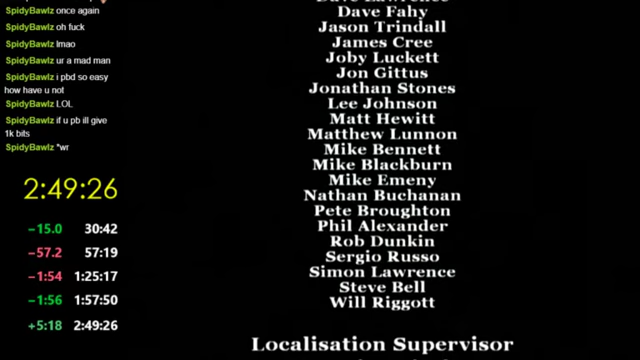 SpidyBawlz once again
SpidyBawlz oh fuck
SpidyBawlz lmao
SpidyBawlz ur a mad man
SpidyBawlz i pbd so easy
how have u not
SpidyBawlz LOL
SpidyBawlz if u pb ill give
1k bits
SpidyBawlz *wr
2:49:26
−15.0 30:42
−57.2 57:19
−1:54 1:25:17
−1:56 1:57:50
+5:18 2:49:26
Dave Lawrence
Dave Fahy
Jason Trindall
James Cree
Joby Luckett
Jon Gittus
Jonathan Stones
Lee Johnson
Matt Hewitt
Matthew Lunnon
Mike Bennett
Mike Blackburn
Mike Emeny
Nathan Buchanan
Pete Broughton
Phil Alexander
Rob Dunkin
Sergio Russo
Simon Lawrence
Steve Bell
Will Riggott
Localisation Supervisor